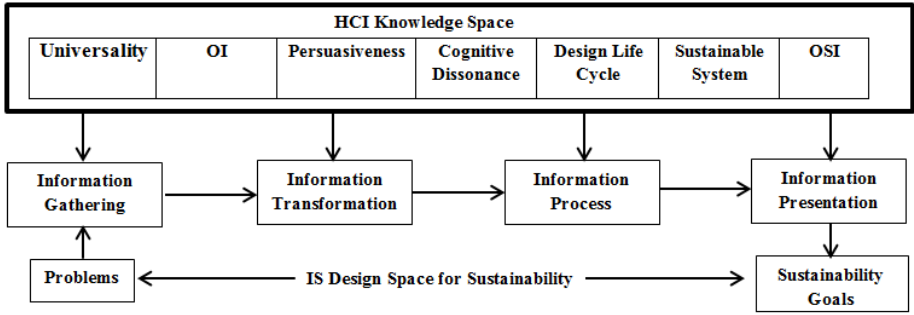 HCI Knowledge Space
Universality
OI
Persuasiveness
Cognitive
Dissonance
Design Life
Cycle
Sustainable
System
OSI
Information
Gathering
Information
Transformation
Information
Process
Information
Presentation
Problems
IS Design Space for Sustainability
Sustainability
Goals